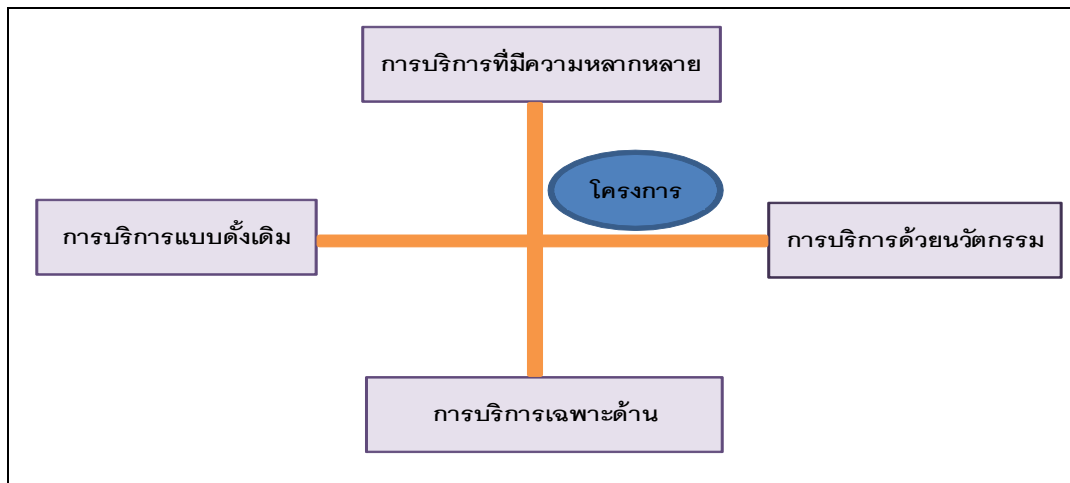 การบริการที่มีความหลากหลาย
โครงการ
การบริการแบบดั้งเดิม
การบริการด้วยนวัตกรรม
การบริการเฉพาะด้าน